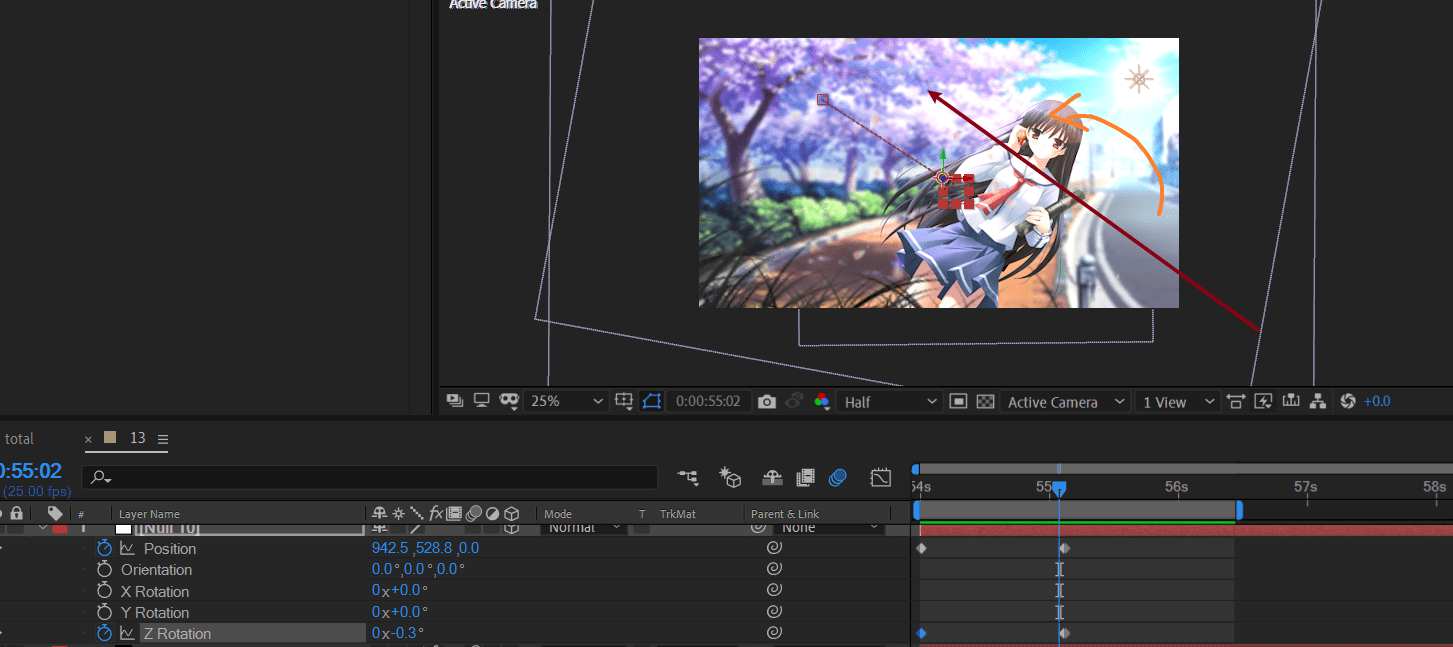 Active Camera
25%
0:00:55:02
Half
Active Camera
1 View
+0.0
total
× 13
0:55:02
(25.00 fps)
54s
55
56s
57s
58s
#
Layer Name
fx
Mode
T TrkMat
Parent & Link
[[Null 10]
Normal
None
Position
942.5 ,528.8 ,0.0
Orientation
0.0°,0.0°,0.0°
X Rotation
0x+0.0°
Y Rotation
0x+0.0°
Z Rotation
0x-0.3°